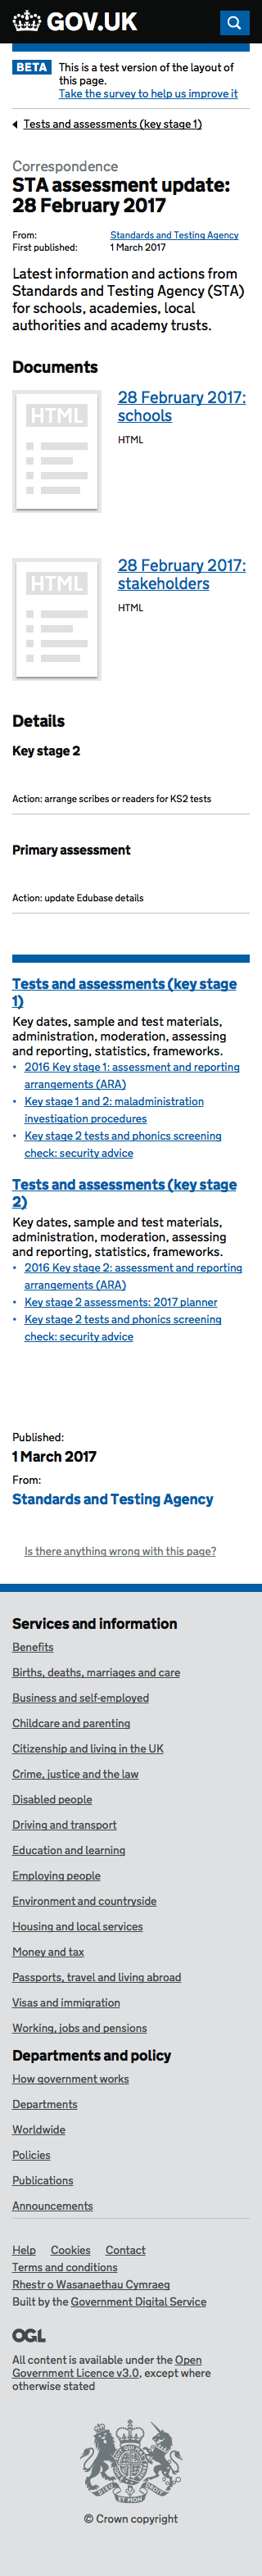 GOV.UK
BETA This is a test version of the layout of
this page.
Take the survey to help us improve it
Tests and assessments (key stage 1)
Correspondence
STA assessment update:
28 February 2017
From: Standards and Testing Agency
First published: 1 March 2017
Latest information and actions from
Standards and Testing Agency (STA)
for schools, academies, local
authorities and academy trusts.
Documents
HTML
28 February 2017:
schools
HTML
HTML
28 February 2017:
stakeholders
HTML
Details
Key stage 2
Action: arrange scribes or readers for KS2 tests
Primary assessment
Action: update Edubase details
Tests and assessments (key stage
1)
Key dates, sample and test materials,
administration, moderation, assessing
and reporting, statistics, frameworks.
• 2016 Key stage 1: assessment and reporting
arrangements (ARA)
• Key stage 1 and 2: maladministration
investigation procedures
• Key stage 2 tests and phonics screening
check: security advice
Tests and assessments (key stage
2)
Key dates, sample and test materials,
administration, moderation, assessing
and reporting, statistics, frameworks.
• 2016 Key stage 2: assessment and reporting
arrangements (ARA)
• Key stage 2 assessments: 2017 planner
• Key stage 2 tests and phonics screening
check: security advice
Published:
1 March 2017
From:
Standards and Testing Agency
Is there anything wrong with this page?
Services and information
Benefits
Births, deaths, marriages and care
Business and self-employed
Childcare and parenting
Citizenship and living in the UK
Crime, justice and the law
Disabled people
Driving and transport
Education and learning
Employing people
Environment and countryside
Housing and local services
Money and tax
Passports, travel and living abroad
Visas and immigration
Working, jobs and pensions
Departments and policy
How government works
Departments
Worldwide
Policies
Publications
Announcements
Help Cookies Contact
Terms and conditions
Rhestr o Wasanaethau Cymraeg
Built by the Government Digital Service
OGL
All content is available under the Open
Government Licence v3.0, except where
otherwise stated
DIEU ET MON
© Crown copyright